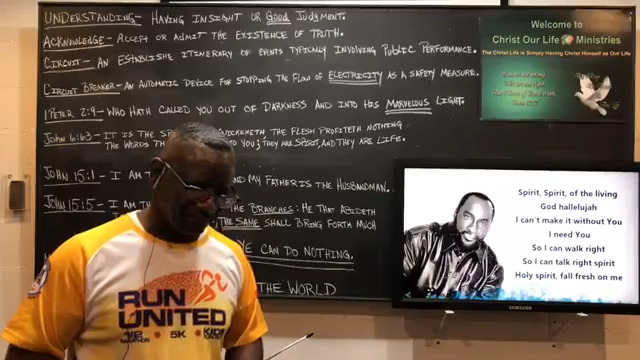 UNDERSTANDING- HAVING INSIGHT OR GOOD JUDGMENT.
ACKNOWLEDGE- ACCEPT OR ADMIT THE EXISTENCE OF TRUTH.
CIRCUIT- AN ESTABLISHE ITINERARY OF EVENTS TYPICALLY INVOLVING PUBLIC PERFORMANCE.
CIRCUIT BREAKER- AN AUTOMATIC DEVICE FOR STOPPING THE FLOW OF ELECTRICITY AS A SAFETY MEASURE.
1 PETER 2:9- WHO HATH CALLED YOU OUT OF DARKNESS AND INTO HIS MARVELOUS LIGHT.
JOHN 6:63- IT IS THE QUICKENETH THE FLESH PROFITETH NOTHING
THE WORDS TO YOU; THEY ARE SPIRIT, AND THEY ARE LIFE.
JOHN 15:1- I AM AND MY FATHER IS THE HUSBANDMAN.
JOHN 15:5- I AM THE BRANCHES: HE THAT ABIDETH
THE SAME SHALL BRING FORTH MUCH
YE CAN DO NOTHING.
THE WORLD
Welcome to
Christ Our Life Ministries
The Christ Life is Simply Having Christ Himself as Our Life
The Life
Spirit, Spirit, of the living
God hallelujah
I can't make it without You
I need You
So I can walk right
So I can talk right spirit
Holy spirit, fall fresh on me
SAMSUNG
RUN
UNITED
5K